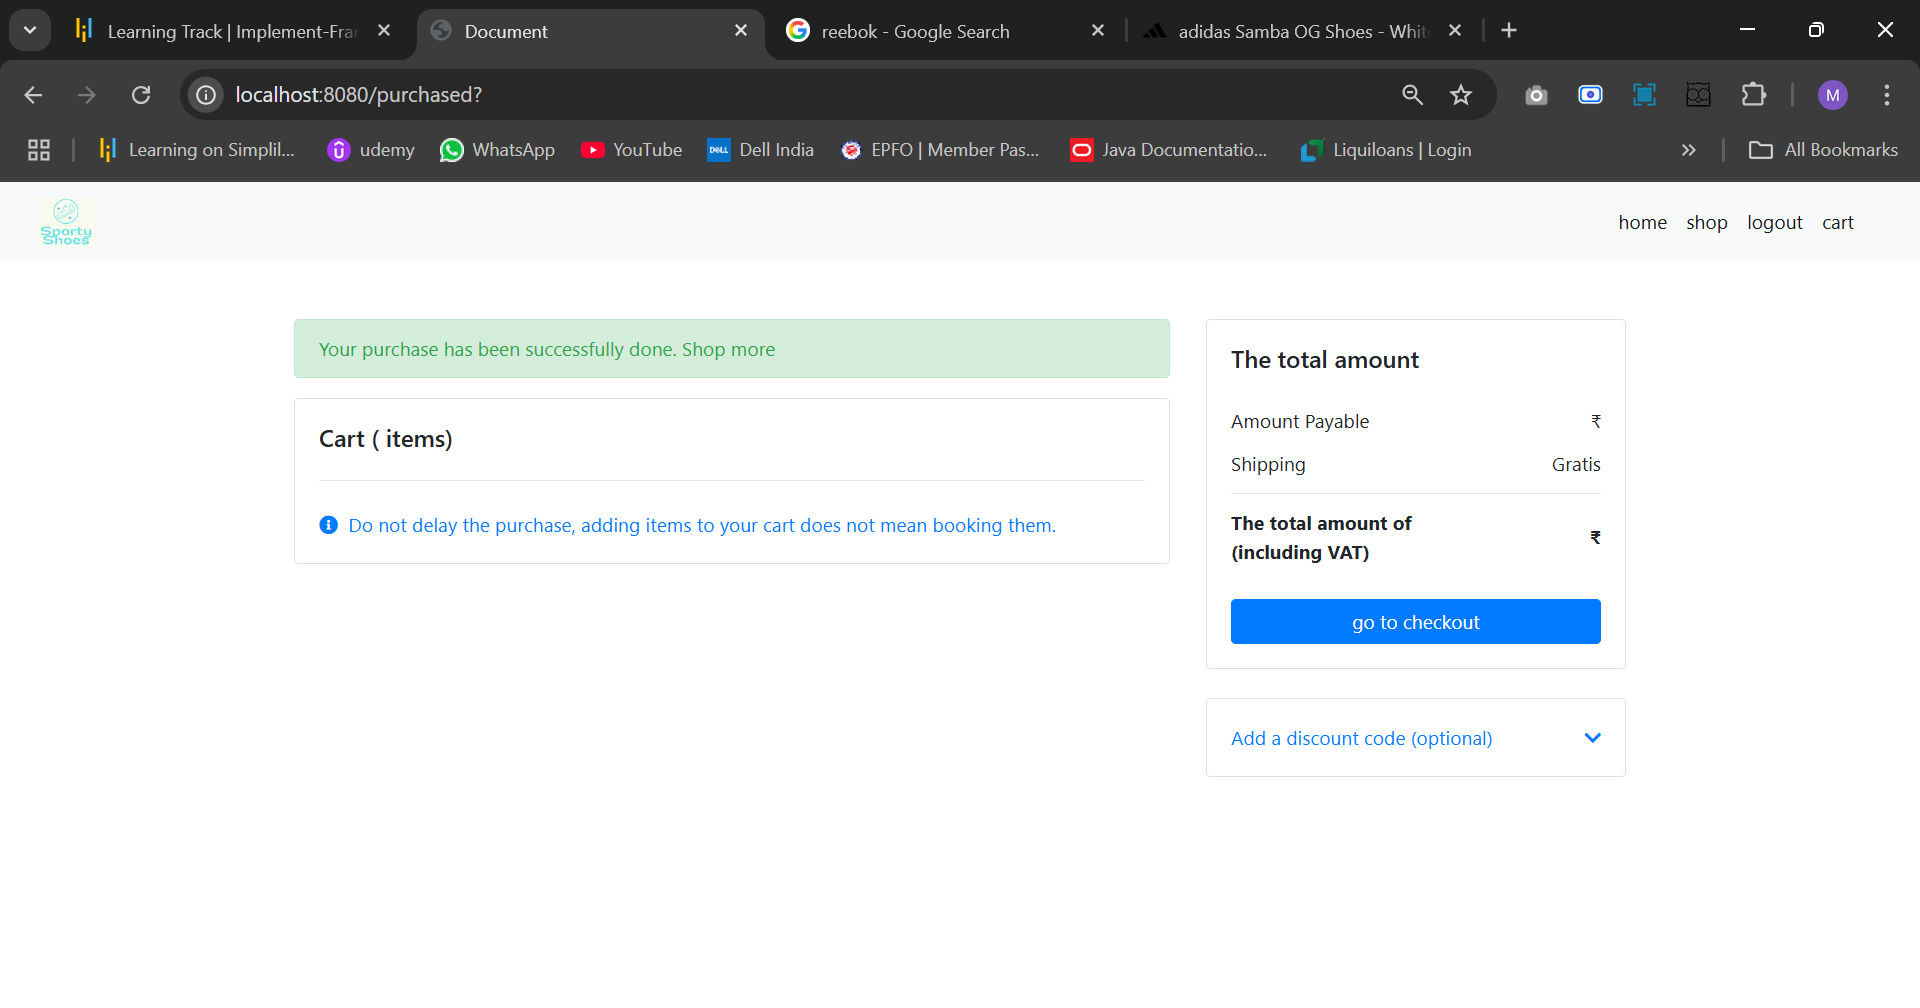 Learning Track | Implement-Fra
Document
reebok - Google Search
adidas Samba OG Shoes - Whit
localhost:8080/purchased?
M
Learning on Simplil...
udemy
WhatsApp
YouTube
DELL
Dell India
EPFO | Member Pas...
Java Documentatio...
Liquiloans | Login
All Bookmarks
Sporty
Shoes
home
shop
logout
cart
Your purchase has been successfully done. Shop more
Cart ( items)
Do not delay the purchase, adding items to your cart does not mean booking them.
The total amount
Amount Payable ₹
Shipping Gratis
The total amount of
(including VAT) ₹
go to checkout
Add a discount code (optional)